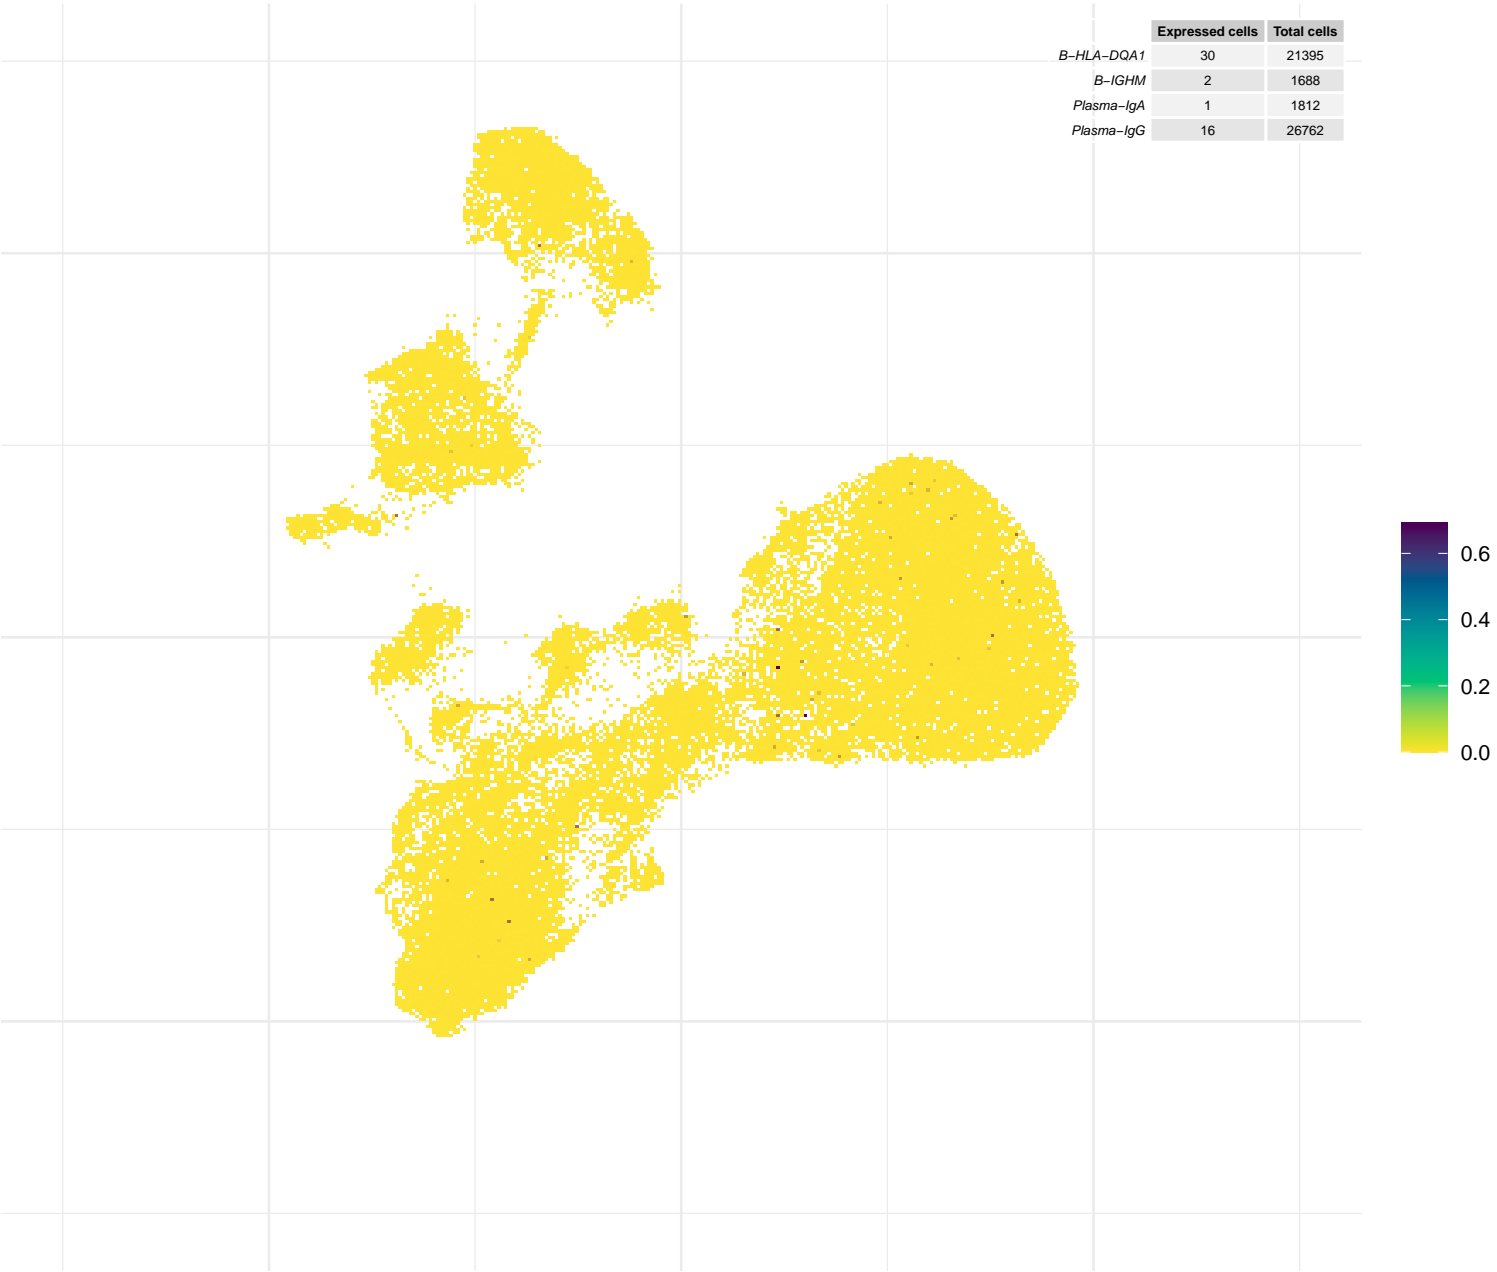 Expressed cells Total cells
B−HLA−DQA1 30 21395
B−IGHM 2 1688
Plasma−IgA 1 1812
Plasma−IgG 16 26762
0.6
0.4
0.2
0.0